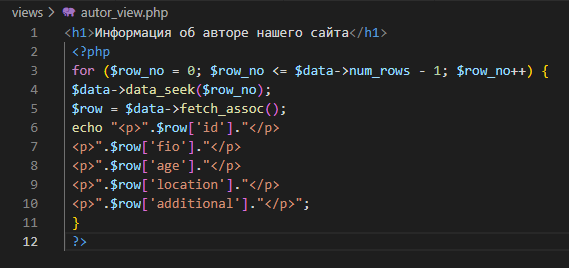 views > autor_view.php
1 <h1>Информация об авторе нашего сайта</h1>
2 <?php
3 for ($row_no = 0; $row_no <= $data->num_rows - 1; $row_no++) {
4 $data->data_seek($row_no);
5 $row = $data->fetch_assoc();
6 echo "<p>".$row['id']."</p>
7 <p>".$row['fio']."</p>
8 <p>".$row['age']."</p>
9 <p>".$row['location']."</p>
10 <p>".$row['additional']."</p>";
11 }
12 ?>